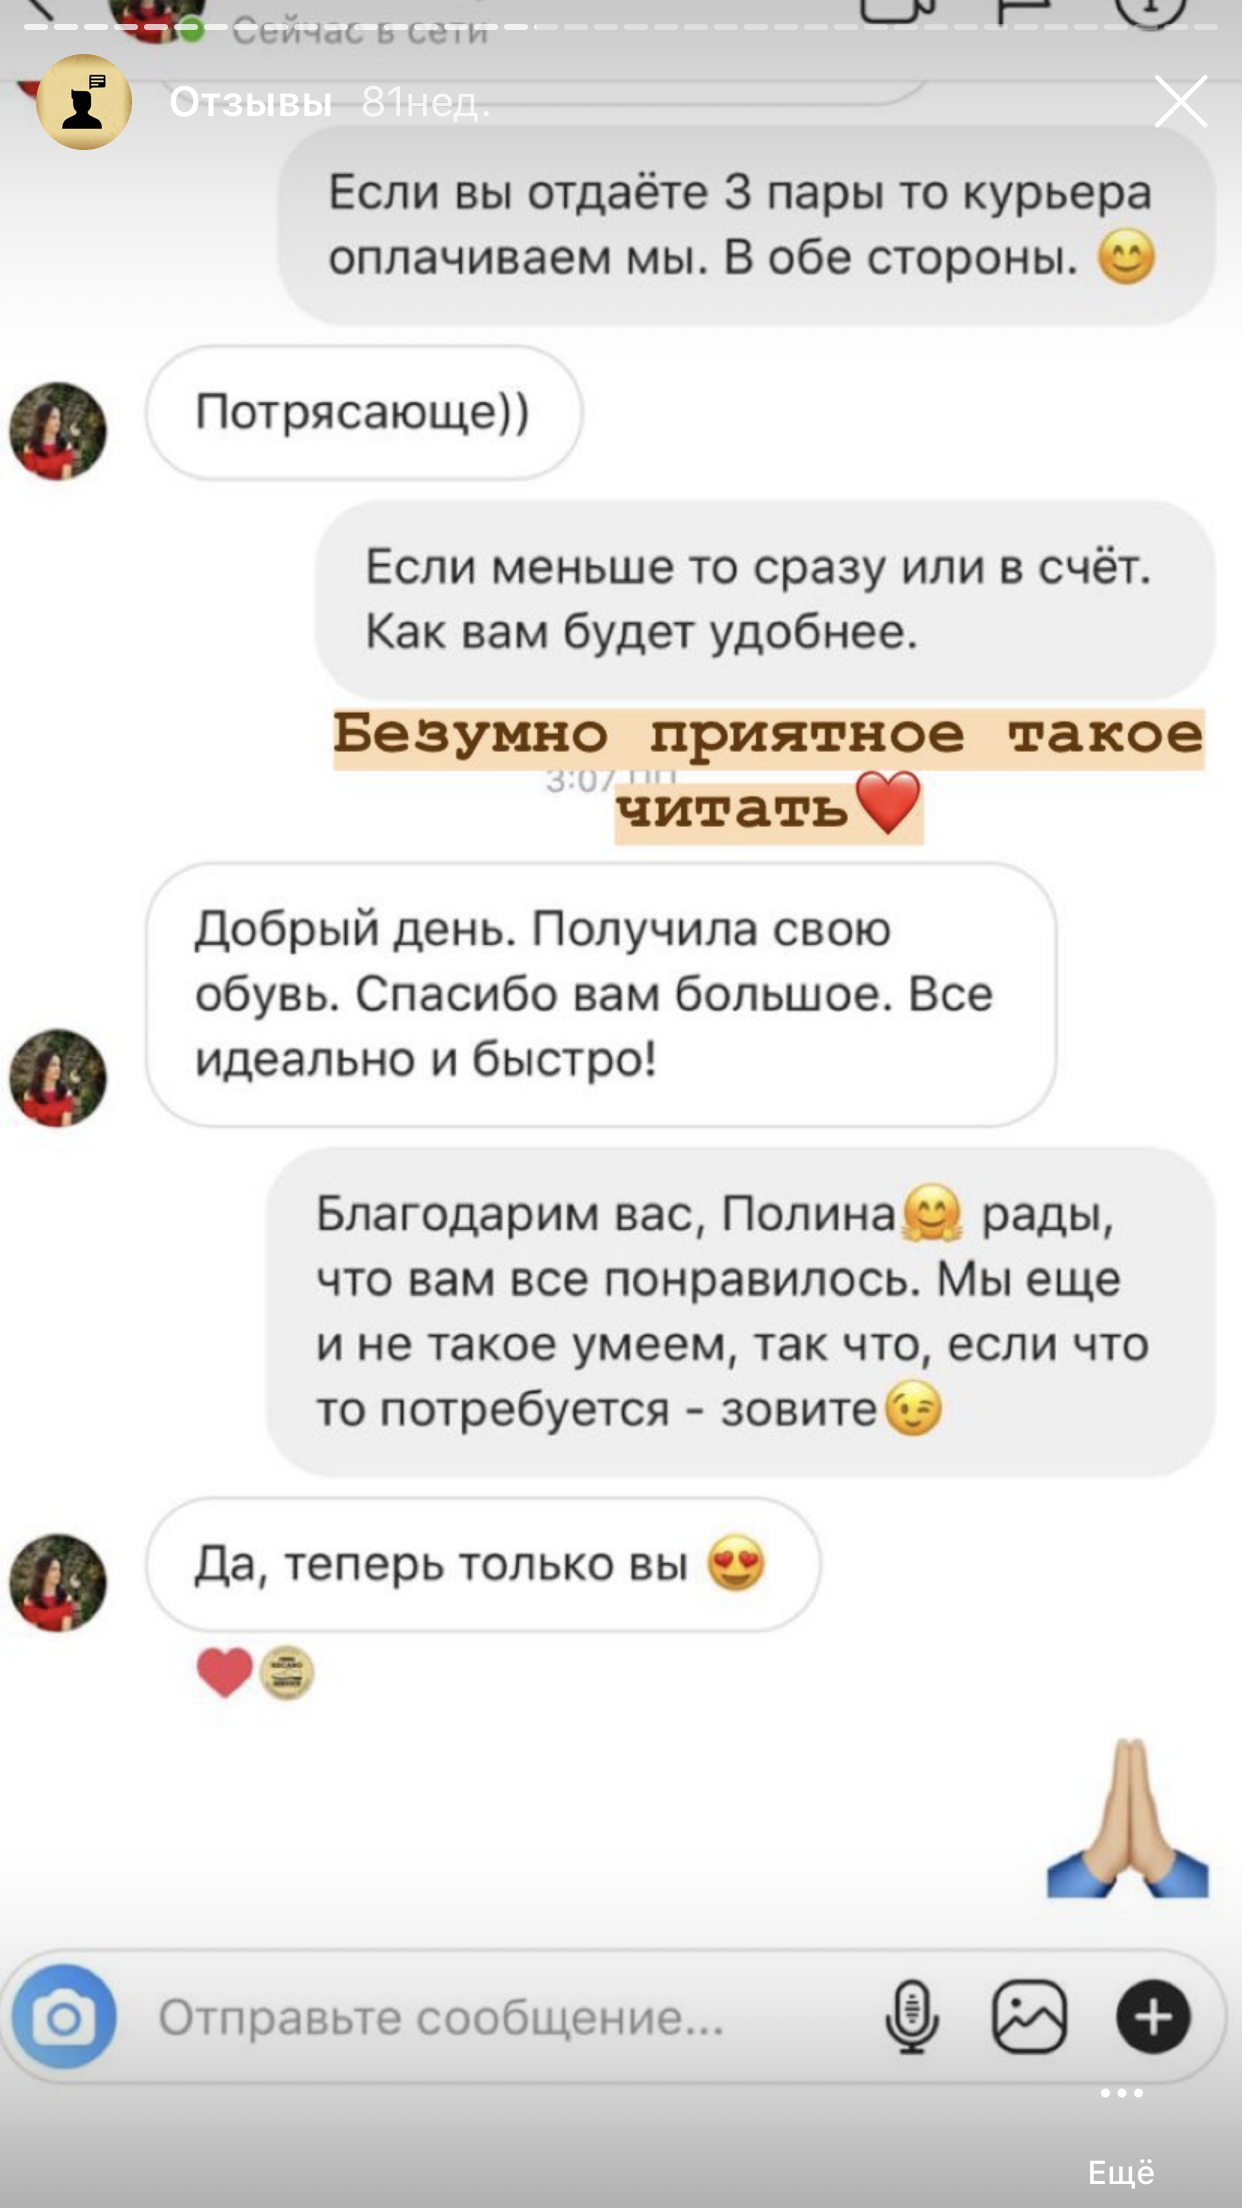 Сейчас в сети
Отзывы 81нед.
Если вы отдаёте 3 пары то курьера
оплачиваем мы. В обе стороны. 😊
Потрясающе))
Если меньше то сразу или в счёт.
Как вам будет удобнее.
Безумно приятное такое
3:07 ПП
читать❤️
Добрый день. Получила свою
обувь. Спасибо вам большое. Все
идеально и быстро!
Благодарим вас, Полина🤗 рады,
что вам все понравилось. Мы еще
и не такое умеем, так что, если что
то потребуется - зовите😉
Да, теперь только вы 😍
Отправьте сообщение...
Ещё